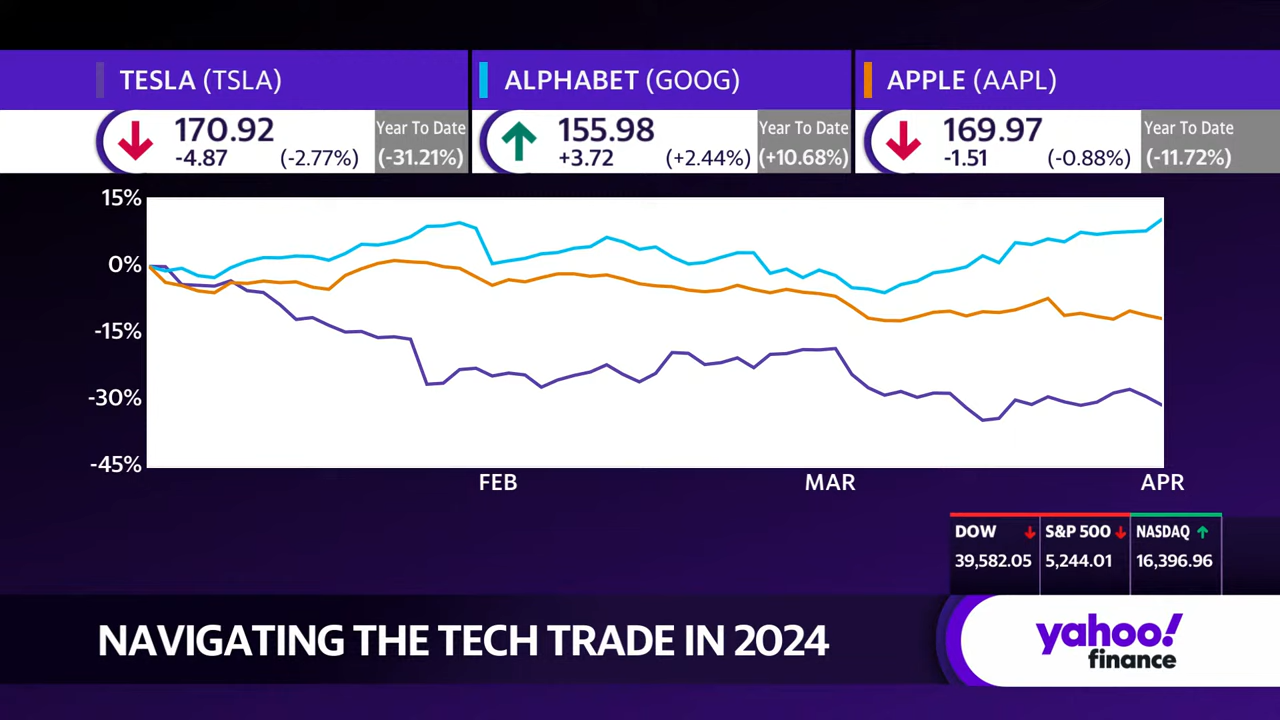 TESLA (TSLA)
170.92
-4.87 (-2.77%)
Year To Date
(-31.21%)
ALPHABET (GOOG)
155.98
+3.72 (+2.44%)
Year To Date
(+10.68%)
APPLE (AAPL)
169.97
-1.51 (-0.88%)
Year To Date
(-11.72%)
15%
0%
-15%
-30%
-45%
FEB MAR APR
DOW S&P 500 NASDAQ
39,582.05 5,244.01 16,396.96
NAVIGATING THE TECH TRADE IN 2024
yahoo!
finance